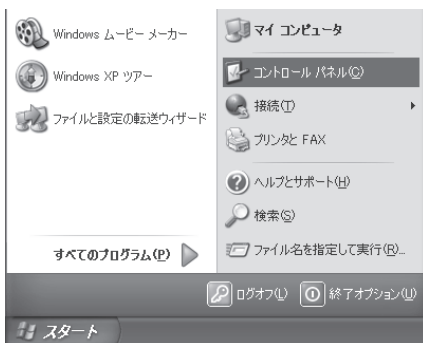 Windows ムービー メーカー
Windows XP ツアー
ファイルと設定の転送ウィザード
すべてのプログラム(P)
マイ コンピュータ
コントロール パネル(C)
接続(T)
プリンタと FAX
ヘルプとサポート(H)
検索(S)
ファイル名を指定して実行(R)...
ログオフ(L)
終了オプション(U)
スタート